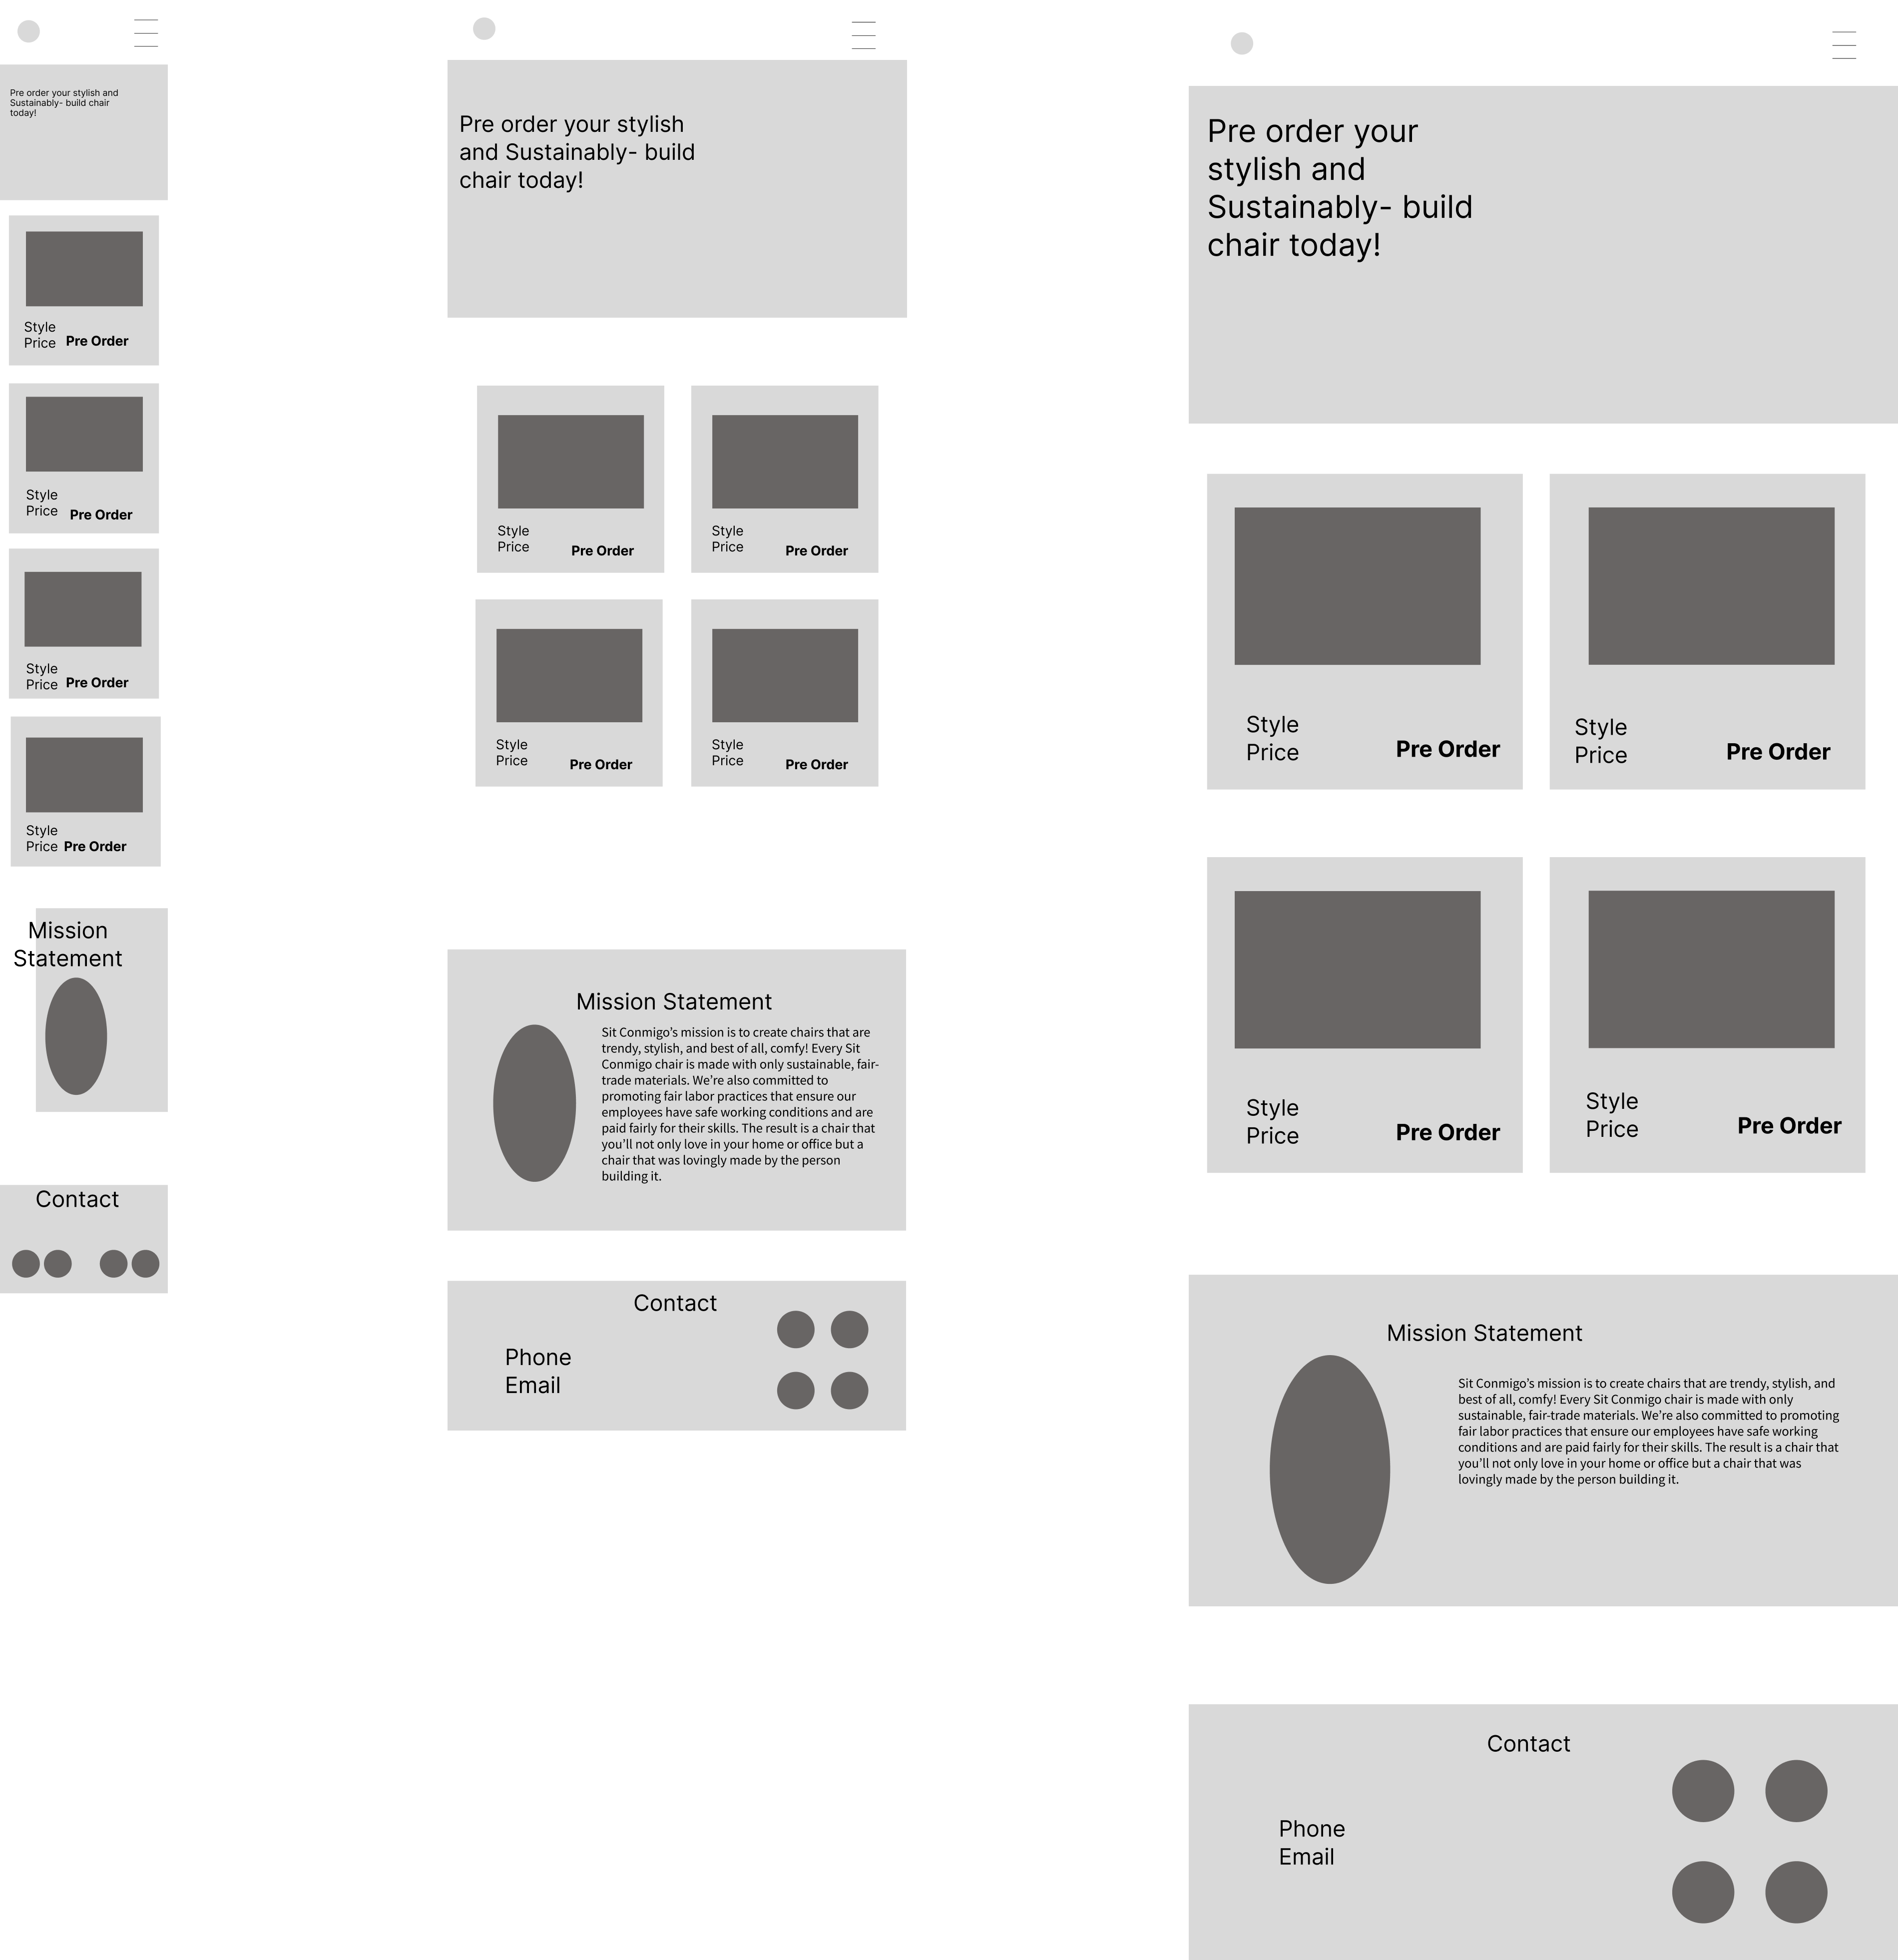 Pre order your stylish and
Sustainably- build chair
today!
Style
Price
Pre Order
Style
Price
Pre Order
Style
Price
Pre Order
Style
Price
Pre Order
Mission
Statement
Contact
Pre order your stylish
and Sustainably- build
chair today!
Style
Price
Pre Order
Style
Price
Pre Order
Style
Price
Pre Order
Style
Price
Pre Order
Mission Statement
Sit Conmigo’s mission is to create chairs that are
trendy, stylish, and best of all, comfy! Every Sit
Conmigo chair is made with only sustainable, fair-
trade materials. We’re also committed to
promoting fair labor practices that ensure our
employees have safe working conditions and are
paid fairly for their skills. The result is a chair that
you’ll not only love in your home or office but a
chair that was lovingly made by the person
building it.
Contact
Phone
Email
Pre order your
stylish and
Sustainably- build
chair today!
Style
Price
Pre Order
Style
Price
Pre Order
Style
Price
Pre Order
Style
Price
Pre Order
Mission Statement
Sit Conmigo’s mission is to create chairs that are trendy, stylish, and
best of all, comfy! Every Sit Conmigo chair is made with only
sustainable, fair-trade materials. We’re also committed to promoting
fair labor practices that ensure our employees have safe working
conditions and are paid fairly for their skills. The result is a chair that
you’ll not only love in your home or office but a chair that was
lovingly made by the person building it.
Contact
Phone
Email